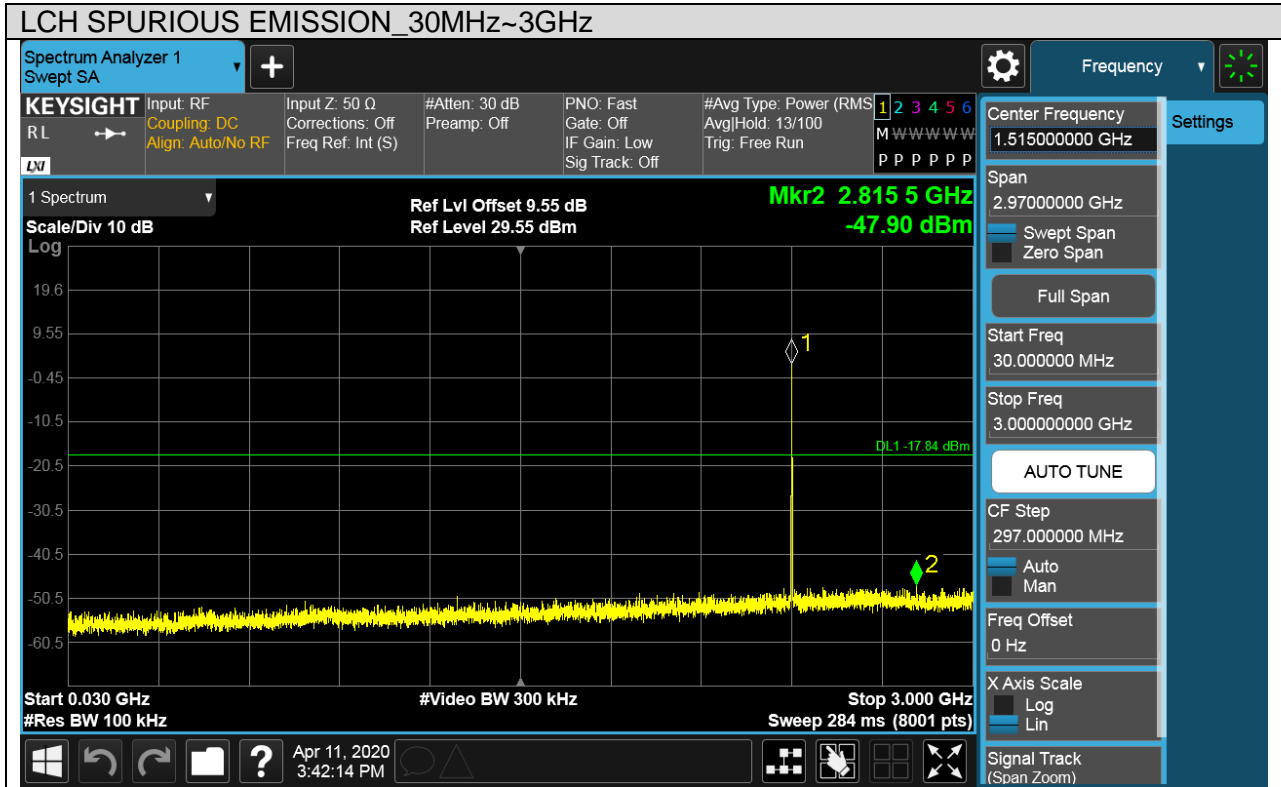 LCH SPURIOUS EMISSION_30MHz~3GHz
Spectrum Analyzer 1
Swept SA
+
Frequency
KEYSIGHT
R L
LXI
Input: RF
Coupling: DC
Align: Auto/No RF
Input Z: 50 Ω
Corrections: Off
Freq Ref: Int (S)
#Atten: 30 dB
Preamp: Off
PNO: Fast
Gate: Off
IF Gain: Low
Sig Track: Off
#Avg Type: Power (RMS
Avg|Hold: 13/100
Trig: Free Run
1 2 3 4 5 6
M W W W W W
P P P P P P
1 Spectrum
Scale/Div 10 dB
Ref Lvl Offset 9.55 dB
Ref Level 29.55 dBm
Mkr2 2.815 5 GHz
-47.90 dBm
Log
19.6
9.55
-0.45
-10.5
-20.5
-30.5
-40.5
-50.5
-60.5
1
DL1 -17.84 dBm
2
Start 0.030 GHz
#Res BW 100 kHz
#Video BW 300 kHz
Stop 3.000 GHz
Sweep 284 ms (8001 pts)
Center Frequency
1.515000000 GHz
Settings
Span
2.97000000 GHz
Swept Span
Zero Span
Full Span
Start Freq
30.000000 MHz
Stop Freq
3.000000000 GHz
AUTO TUNE
CF Step
297.000000 MHz
Auto
Man
Freq Offset
0 Hz
X Axis Scale
Log
Lin
Signal Track
(Span Zoom)
?
Apr 11, 2020
3:42:14 PM